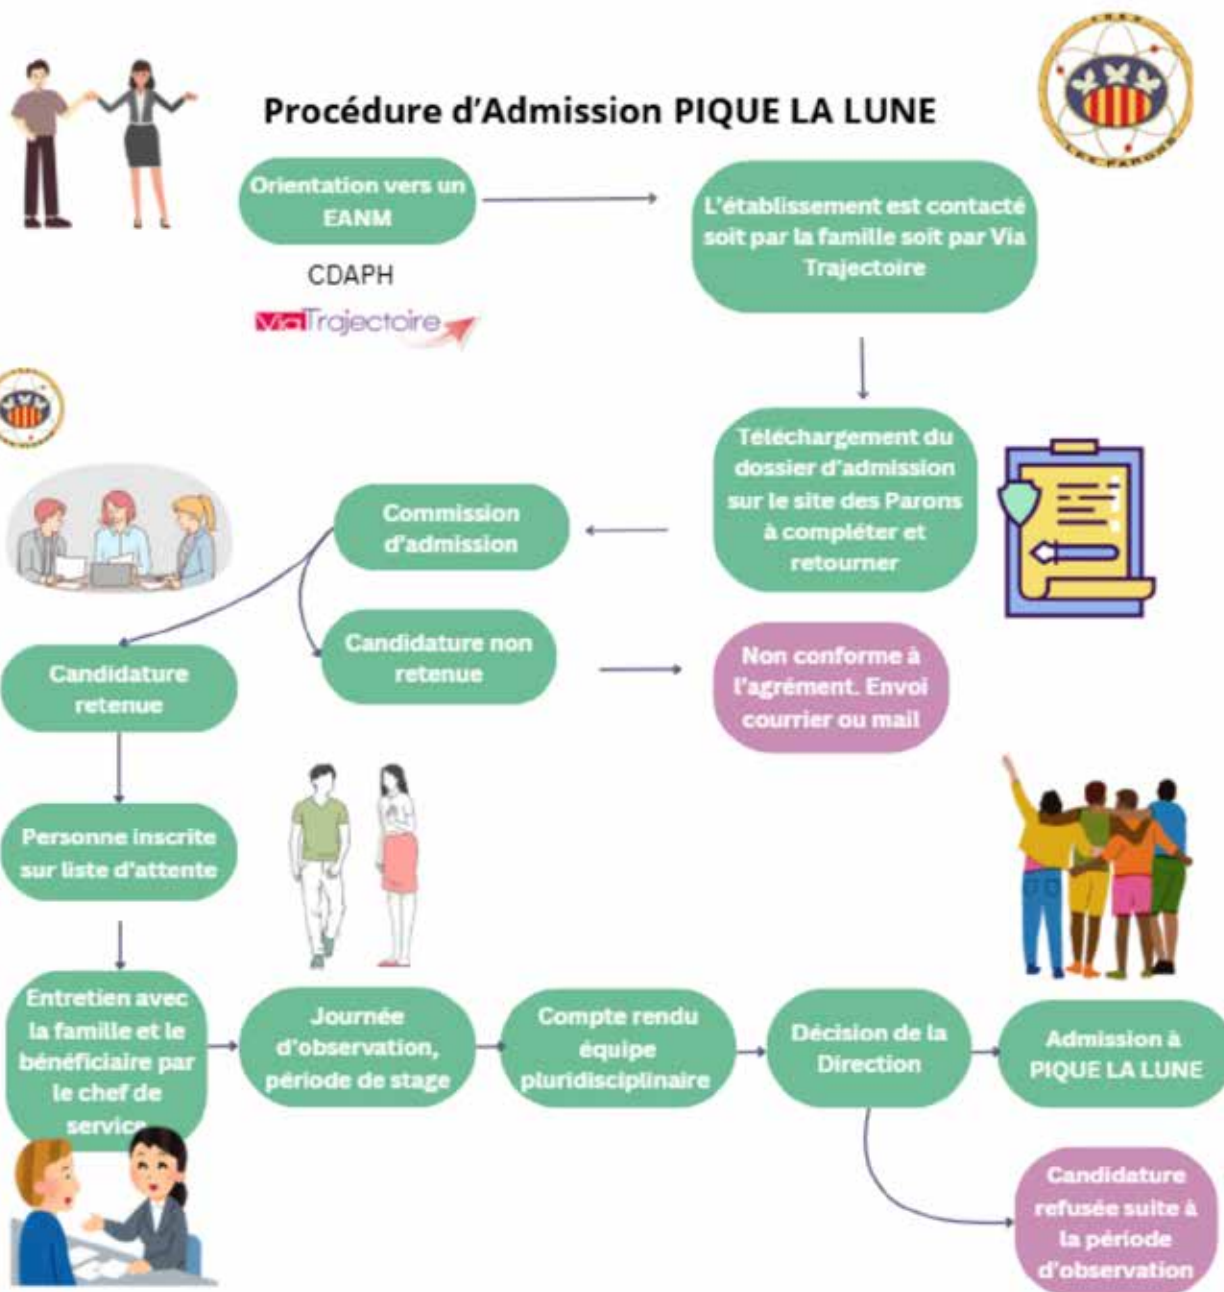 Procédure d'Admission PIQUE LA LUNE
Orientation vers un
EANM
CDAPH
ViaTrajectoire
L'établissement est contacté
soit par la famille soit par Via
Trajectoire
Téléchargement du
dossier d'admission
sur le site des Parons
à compléter et
retourner
Commission
d'admission
Candidature non
retenue
Non conforme à
l'agrément. Envoi
courrier ou mail
Candidature
retenue
Personne inscrite
sur liste d'attente
Entretien avec
la famille et le
bénéficiaire par
le chef de
service
Journée
d'observation,
période de stage
Compte rendu
équipe
pluridisciplinaire
Décision de la
Direction
Admission à
PIQUE LA LUNE
Candidature
refusée suite à
la période
d'observation
LES PARONS